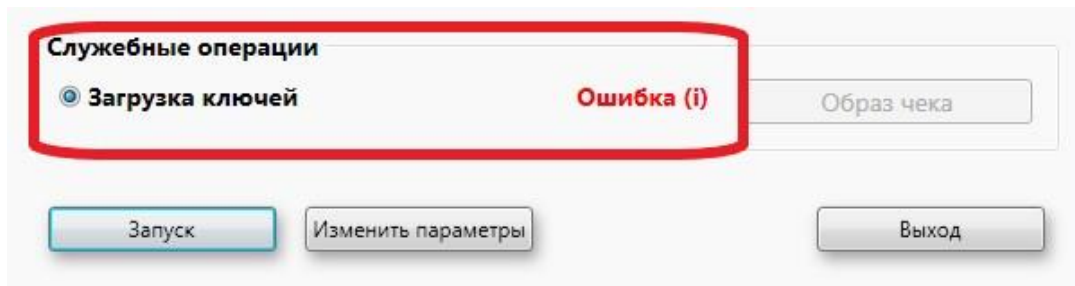 Служебные операции
Загрузка ключей Ошибка (i) Образ чека
Запуск Изменить параметры Выход